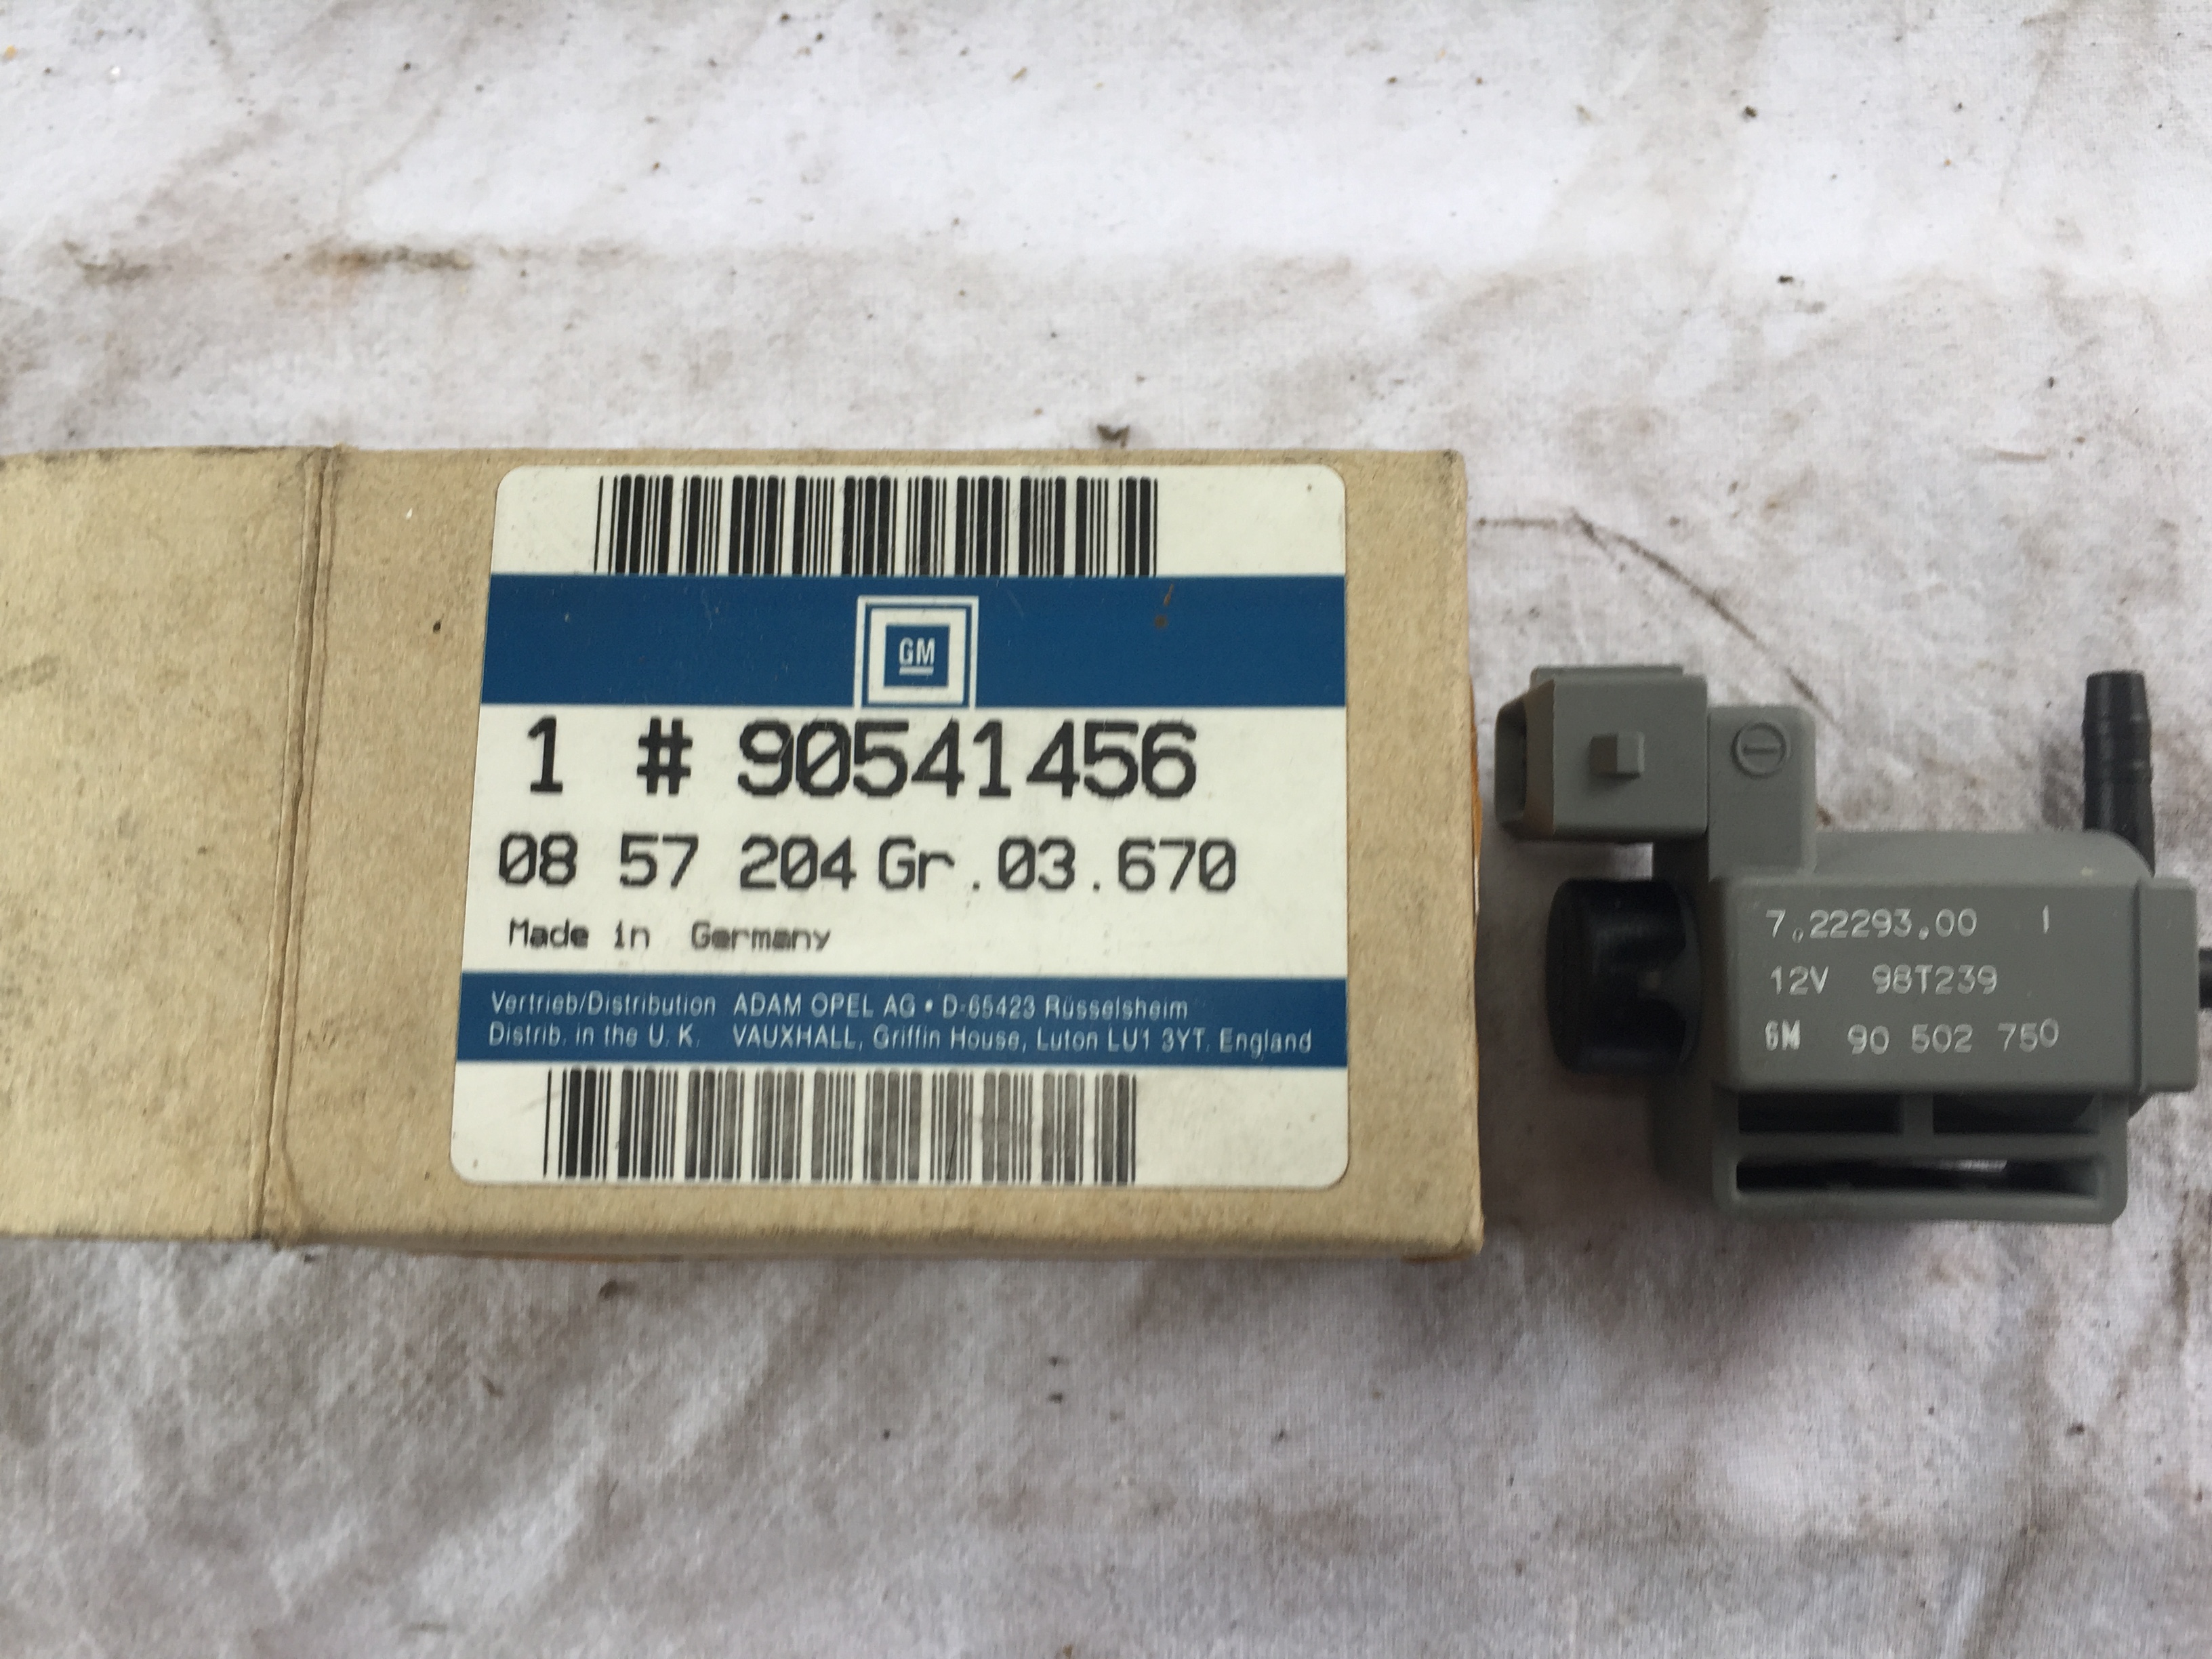 GM
1 # 90541456
08 57 204 Gr.03.670
Made in Germany
Vertrieb/Distribution ADAM OPEL AG • D-65423 Rüsselsheim
Distrib. in the U. K. VAUXHALL, Griffin House, Luton LU1 3YT, England
7.22293.00 I
12V 98T239
GM 90 502 750